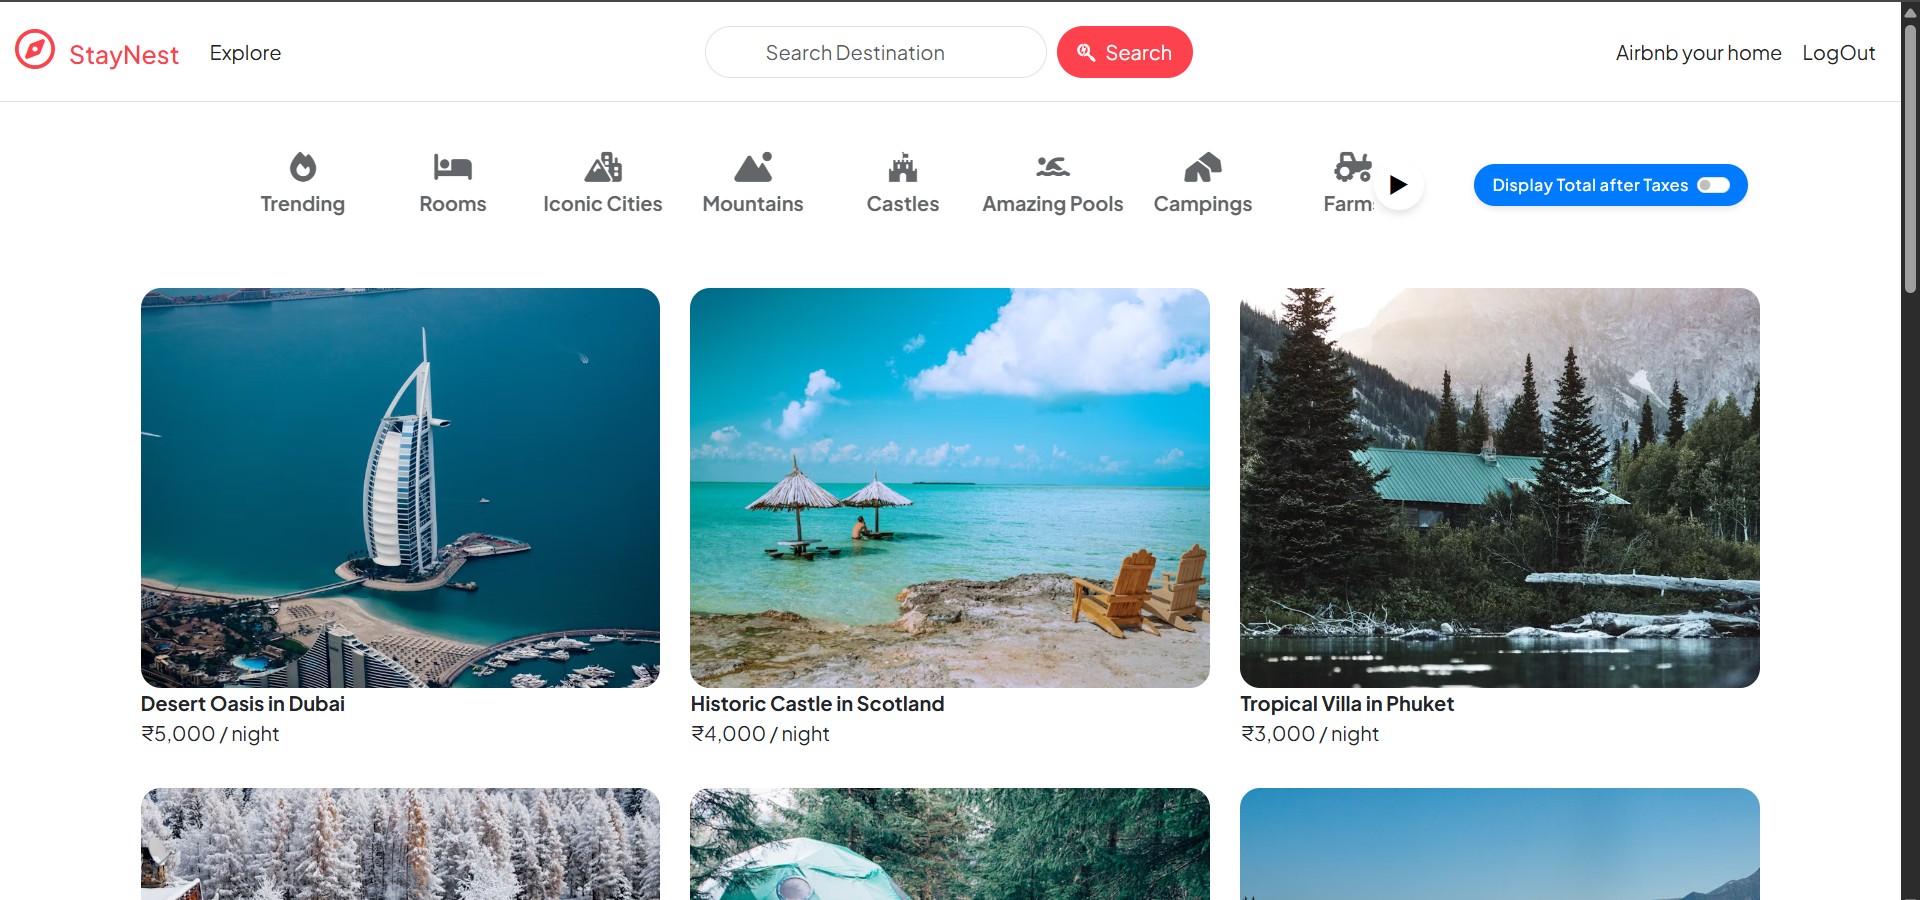 StayNest Explore Search Destination Search Airbnb your home LogOut
Trending Rooms Iconic Cities Mountains Castles Amazing Pools Campings Farms Display Total after Taxes
Desert Oasis in Dubai
₹5,000 / night
Historic Castle in Scotland
₹4,000 / night
Tropical Villa in Phuket
₹3,000 / night